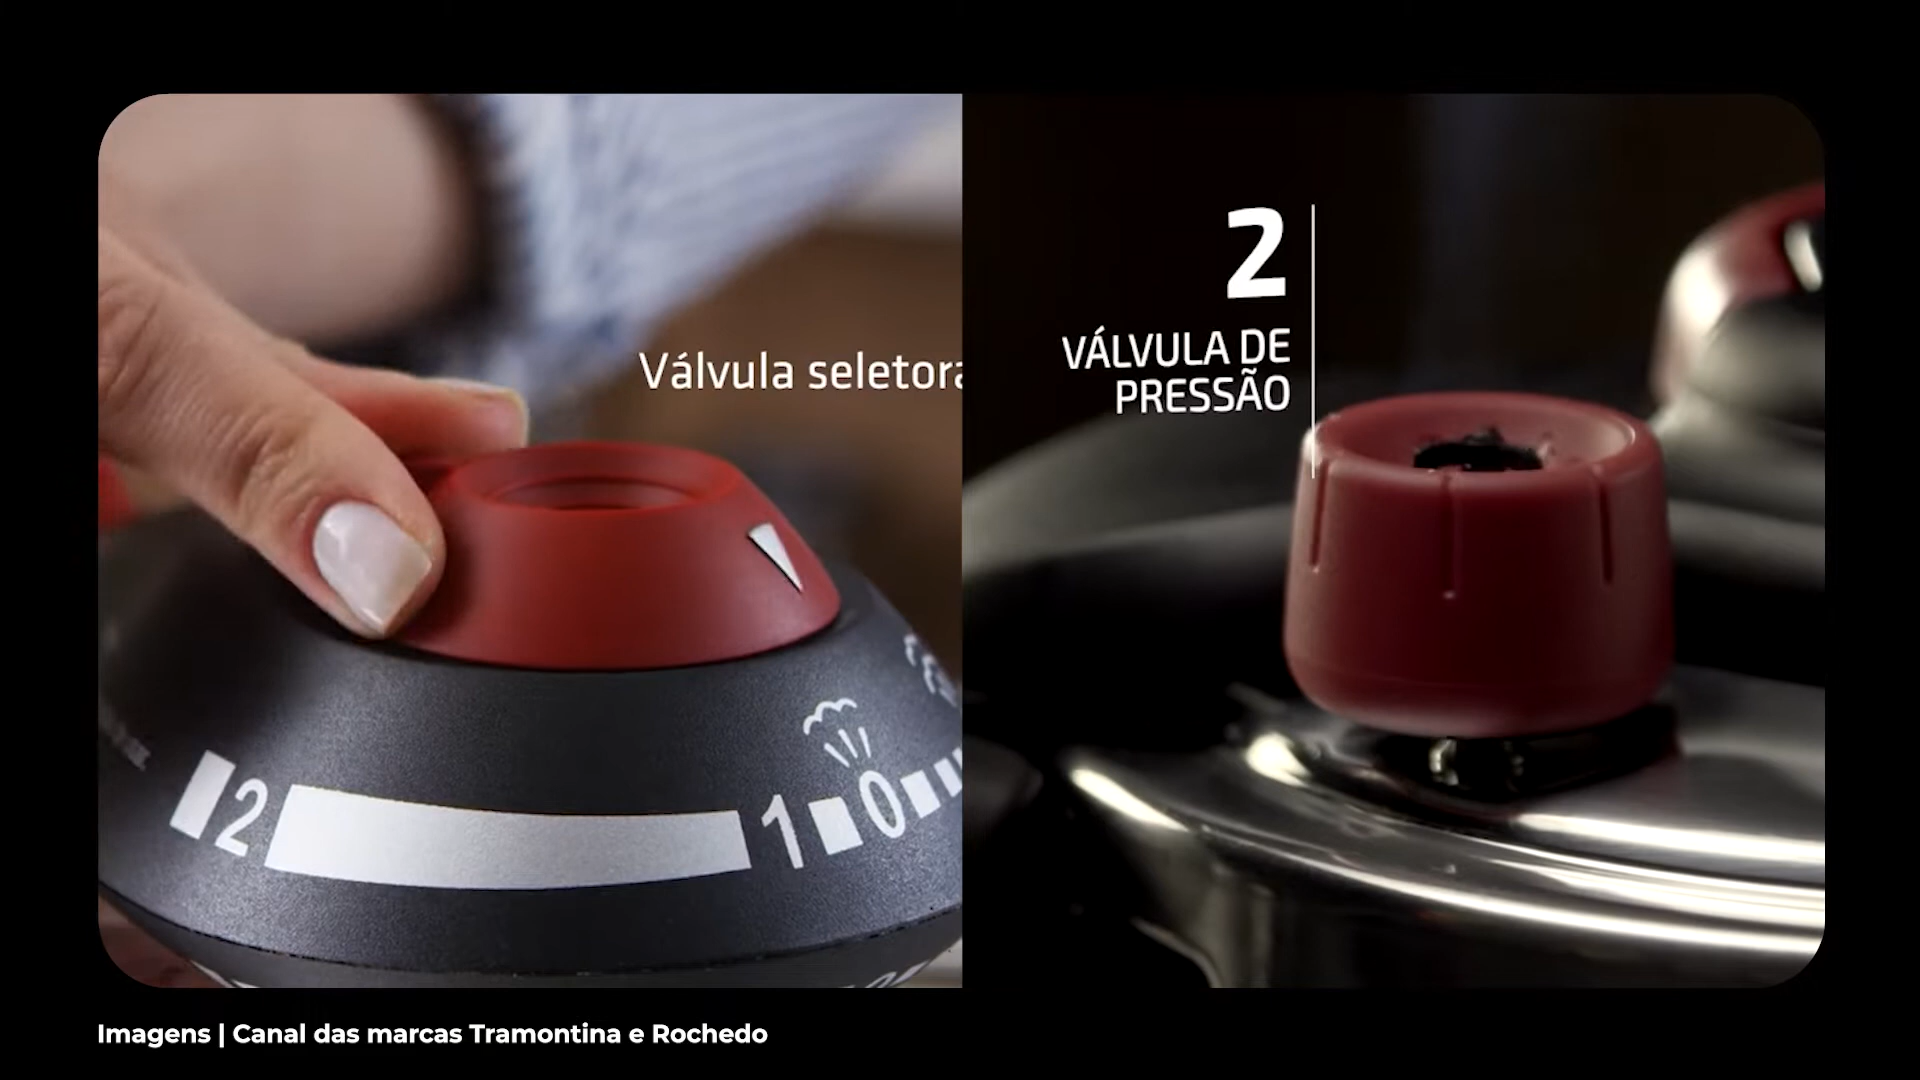 Válvula seletora
2
VÁLVULA DE
PRESSÃO
2 1 0
Imagens | Canal das marcas Tramontina e Rochedo